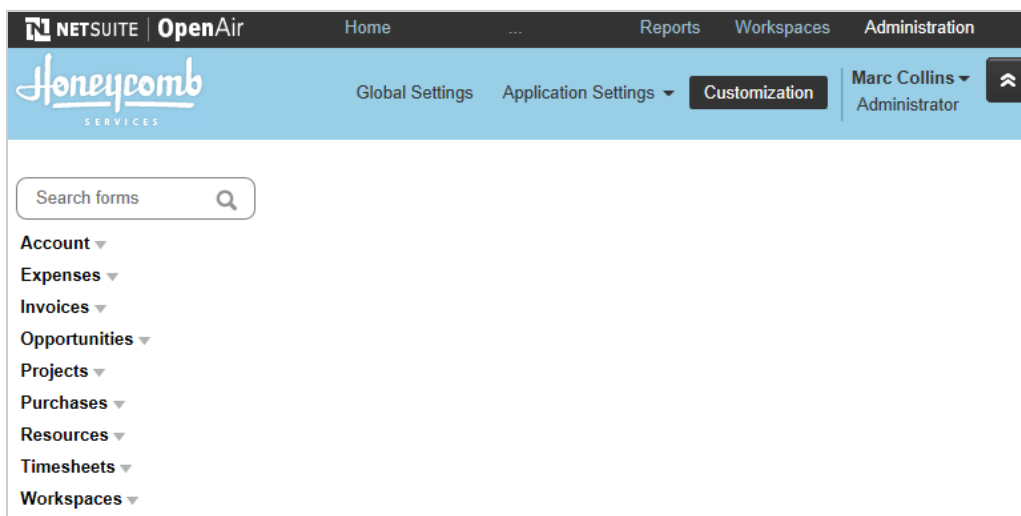 NETSUITE OpenAir Home ... Reports Workspaces Administration
Honeycomb
SERVICES
Global Settings Application Settings Customization
Marc Collins
Administrator
Search forms
Account
Expenses
Invoices
Opportunities
Projects
Purchases
Resources
Timesheets
Workspaces